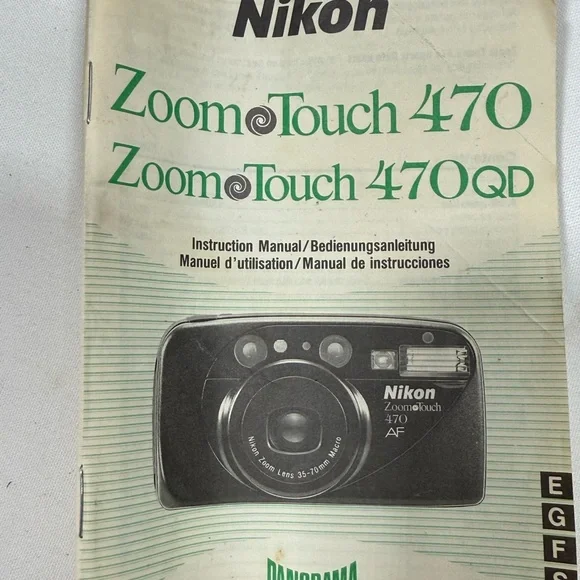 Nikon
Zoom Touch 470
Zoom Touch 470QD
Instruction Manual/Bedienungsanleitung
Manuel d'utilisation/Manual de instrucciones
Nikon
Zoom Touch
470
AF
Nikon Zoom Lens 35-70mm Macro
E
G
F
S
PANORAMA